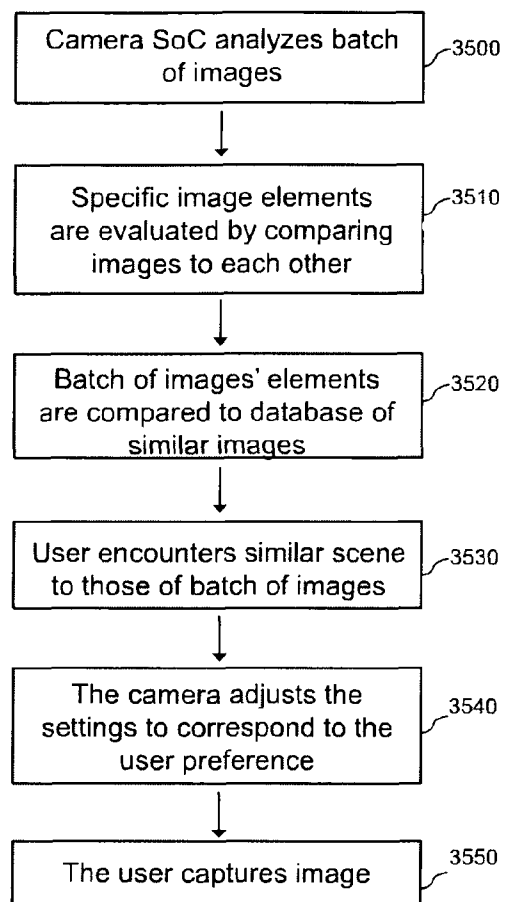 Camera SoC analyzes batch
of images
3500
Specific image elements
are evaluated by comparing
images to each other
3510
Batch of images' elements
are compared to database of
similar images
3520
User encounters similar scene
to those of batch of images
3530
The camera adjusts the
settings to correspond to the
user preference
3540
The user captures image
3550